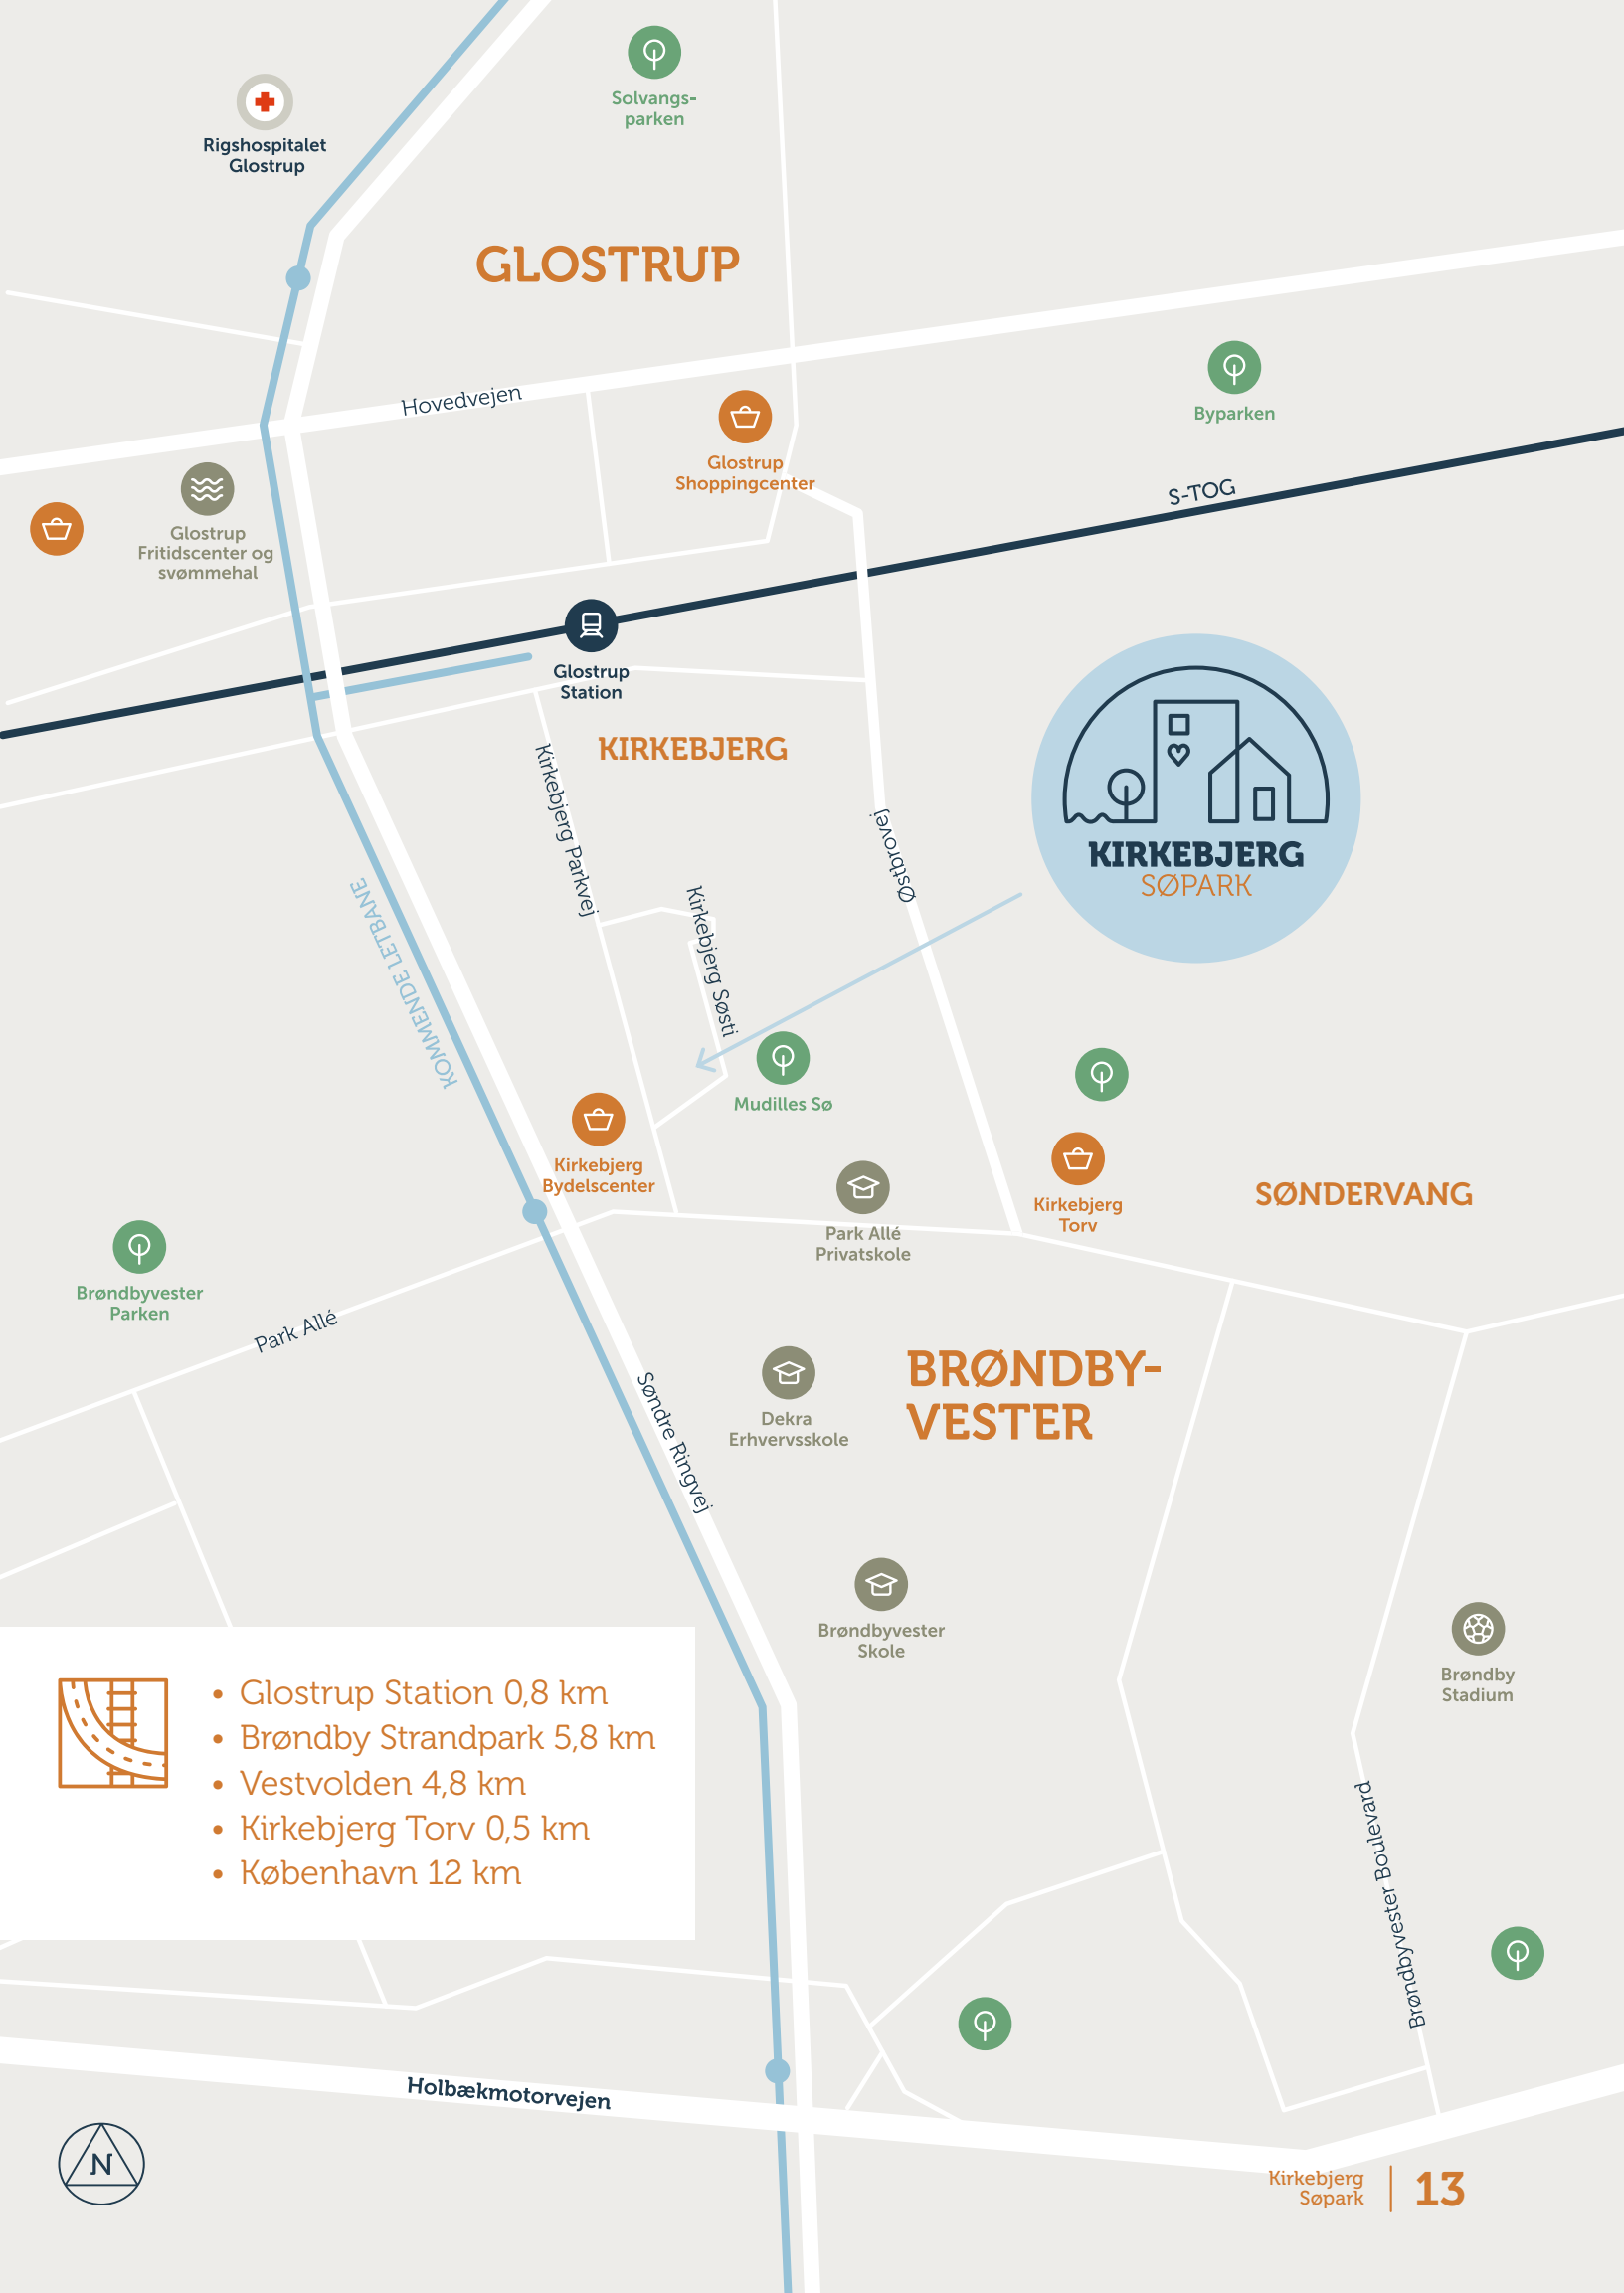 Solvangs-
parken
Rigshospitalet
Glostrup
GLOSTRUP
Hovedvejen
Byparken
Glostrup
Shoppingcenter
S-TOG
Glostrup
Fritidscenter og
svømmehal
Glostrup
Station
KIRKEBJERG
Kirkebjerg Parkvej
Østbrovej
KIRKEBJERG
SØPARK
KOMMENDE LETBANE
Kirkebjerg Søsti
Mudilles Sø
Kirkebjerg
Bydelscenter
Park Allé
Privatskole
Kirkebjerg
Torv
SØNDERVANG
Brøndbyvester
Parken
Park Allé
Søndre Ringvej
Dekra
Erhvervsskole
BRØNDBY-
VESTER
Brøndbyvester
Skole
Brøndby
Stadium
• Glostrup Station 0,8 km
• Brøndby Strandpark 5,8 km
• Vestvolden 4,8 km
• Kirkebjerg Torv 0,5 km
• København 12 km
Brøndbyvester Boulevard
Holbækmotorvejen
N
Kirkebjerg
Søpark
13